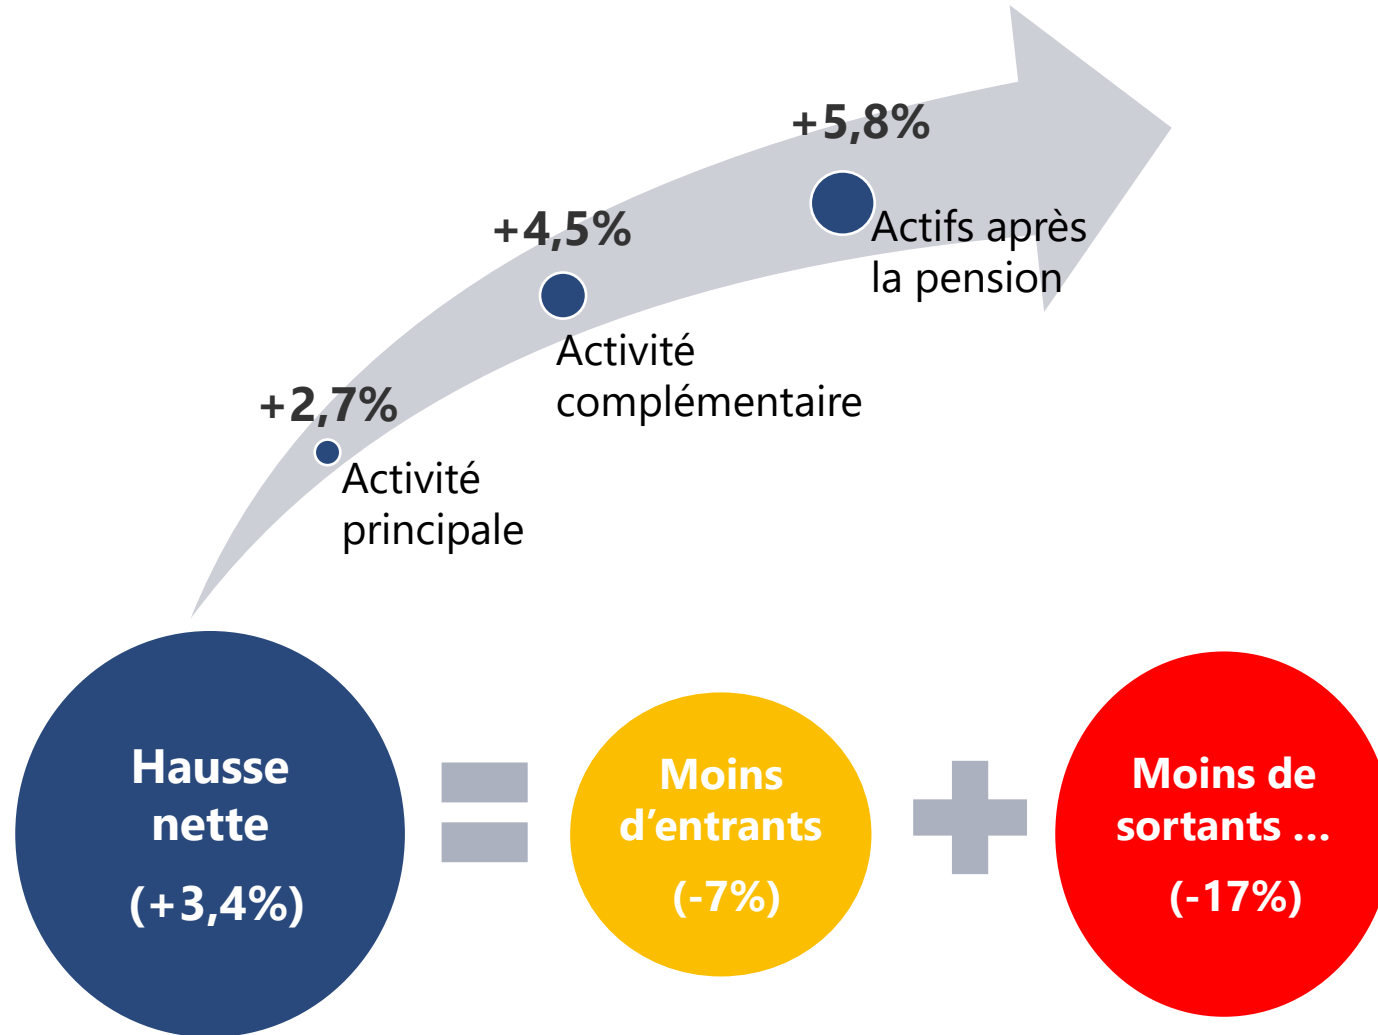 +5,8%
Actifs après
la pension
+4,5%
Activité
complémentaire
+2,7%
Activité
principale
Hausse
nette
(+3,4%)
Moins
d’entrants
(-7%)
Moins de
sortants ...
(-17%)